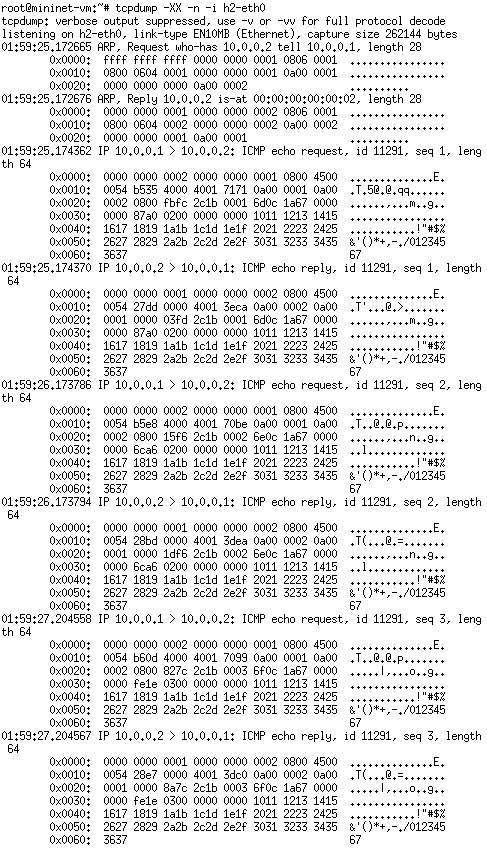 root@mininet-vm:~# tcpdump -XX -n -i h2-eth0
tcpdump: verbose output suppressed, use -v or -vv for full protocol decode
listening on h2-eth0, link-type EN10MB (Ethernet), capture size 262144 bytes
01:59:25.172665 ARP, Request who-has 10.0.0.2 tell 10.0.0.1, length 28
0x0000: ffff ffff ffff 0000 0000 0001 0806 0001 ................
0x0010: 0800 0604 0001 0000 0000 0001 0a00 0001 ................
0x0020: 0000 0000 0000 0a00 0002 ..........
01:59:25.172676 ARP, Reply 10.0.0.2 is-at 00:00:00:00:00:02, length 28
0x0000: 0000 0000 0001 0000 0000 0002 0806 0001 ................
0x0010: 0800 0604 0002 0000 0000 0002 0a00 0002 ................
0x0020: 0000 0000 0001 0a00 0001 ..........
01:59:25.174362 IP 10.0.0.1 > 10.0.0.2: ICMP echo request, id 11291, seq 1, leng
th 64
0x0000: 0000 0000 0002 0000 0000 0001 0800 4500 ..............E.
0x0010: 0054 b535 4000 4001 7171 0a00 0001 0a00 .T.5@.@.qq......
0x0020: 0002 0800 fbfc 2c1b 0001 6d0c 1a67 0000 ......,...m..g..
0x0030: 0000 87a0 0200 0000 0000 1011 1213 1415 ................
0x0040: 1617 1819 1a1b 1c1d 1e1f 2021 2223 2425 ...........!"#$%
0x0050: 2627 2829 2a2b 2c2d 2e2f 3031 3233 3435 &'()*+,-./012345
0x0060: 3637 67
01:59:25.174370 IP 10.0.0.2 > 10.0.0.1: ICMP echo reply, id 11291, seq 1, length
64
0x0000: 0000 0000 0001 0000 0000 0002 0800 4500 ..............E.
0x0010: 0054 27dd 0000 4001 3eca 0a00 0002 0a00 .T'...@.>.......
0x0020: 0001 0000 03fd 2c1b 0001 6d0c 1a67 0000 ......,...m..g..
0x0030: 0000 87a0 0200 0000 0000 1011 1213 1415 ................
0x0040: 1617 1819 1a1b 1c1d 1e1f 2021 2223 2425 ...........!"#$%
0x0050: 2627 2829 2a2b 2c2d 2e2f 3031 3233 3435 &'()*+,-./012345
0x0060: 3637 67
01:59:26.173786 IP 10.0.0.1 > 10.0.0.2: ICMP echo request, id 11291, seq 2, leng
th 64
0x0000: 0000 0000 0002 0000 0000 0001 0800 4500 ..............E.
0x0010: 0054 b5e8 4000 4001 70be 0a00 0001 0a00 .T..@.@.p.......
0x0020: 0002 0800 15f6 2c1b 0002 6e0c 1a67 0000 ......,...n..g..
0x0030: 0000 6ca6 0200 0000 0000 1011 1213 1415 ..l.............
0x0040: 1617 1819 1a1b 1c1d 1e1f 2021 2223 2425 ...........!"#$%
0x0050: 2627 2829 2a2b 2c2d 2e2f 3031 3233 3435 &'()*+,-./012345
0x0060: 3637 67
01:59:26.173794 IP 10.0.0.2 > 10.0.0.1: ICMP echo reply, id 11291, seq 2, length
64
0x0000: 0000 0000 0001 0000 0000 0002 0800 4500 ..............E.
0x0010: 0054 28bd 0000 4001 3dea 0a00 0002 0a00 .T(...@.=.......
0x0020: 0001 0000 1df6 2c1b 0002 6e0c 1a67 0000 ......,...n..g..
0x0030: 0000 6ca6 0200 0000 0000 1011 1213 1415 ..l.............
0x0040: 1617 1819 1a1b 1c1d 1e1f 2021 2223 2425 ...........!"#$%
0x0050: 2627 2829 2a2b 2c2d 2e2f 3031 3233 3435 &'()*+,-./012345
0x0060: 3637 67
01:59:27.204558 IP 10.0.0.1 > 10.0.0.2: ICMP echo request, id 11291, seq 3, leng
th 64
0x0000: 0000 0000 0002 0000 0000 0001 0800 4500 ..............E.
0x0010: 0054 b60d 4000 4001 7099 0a00 0001 0a00 .T..@.@.p.......
0x0020: 0002 0800 827c 2c1b 0003 6f0c 1a67 0000 .....|,...o..g..
0x0030: 0000 fe1e 0300 0000 0000 1011 1213 1415 ................
0x0040: 1617 1819 1a1b 1c1d 1e1f 2021 2223 2425 ...........!"#$%
0x0050: 2627 2829 2a2b 2c2d 2e2f 3031 3233 3435 &'()*+,-./012345
0x0060: 3637 67
01:59:27.204567 IP 10.0.0.2 > 10.0.0.1: ICMP echo reply, id 11291, seq 3, length
64
0x0000: 0000 0000 0001 0000 0000 0002 0800 4500 ..............E.
0x0010: 0054 28e7 0000 4001 3dc0 0a00 0002 0a00 .T(...@.=.......
0x0020: 0001 0000 8a7c 2c1b 0003 6f0c 1a67 0000 .....|,...o..g..
0x0030: 0000 fe1e 0300 0000 0000 1011 1213 1415 ................
0x0040: 1617 1819 1a1b 1c1d 1e1f 2021 2223 2425 ...........!"#$%
0x0050: 2627 2829 2a2b 2c2d 2e2f 3031 3233 3435 &'()*+,-./012345
0x0060: 3637 67